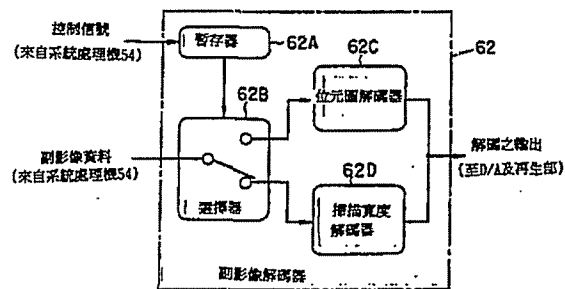 控制信號
(來自系統處理機54)
暫存器
62A
62B
62C
62
位元圖解碼器
副影像資料
(來自系統處理機54)
選擇器
62D
掃描寬度
解碼器
解碼之輸出
(至D/A及再生部)
副影像解碼器